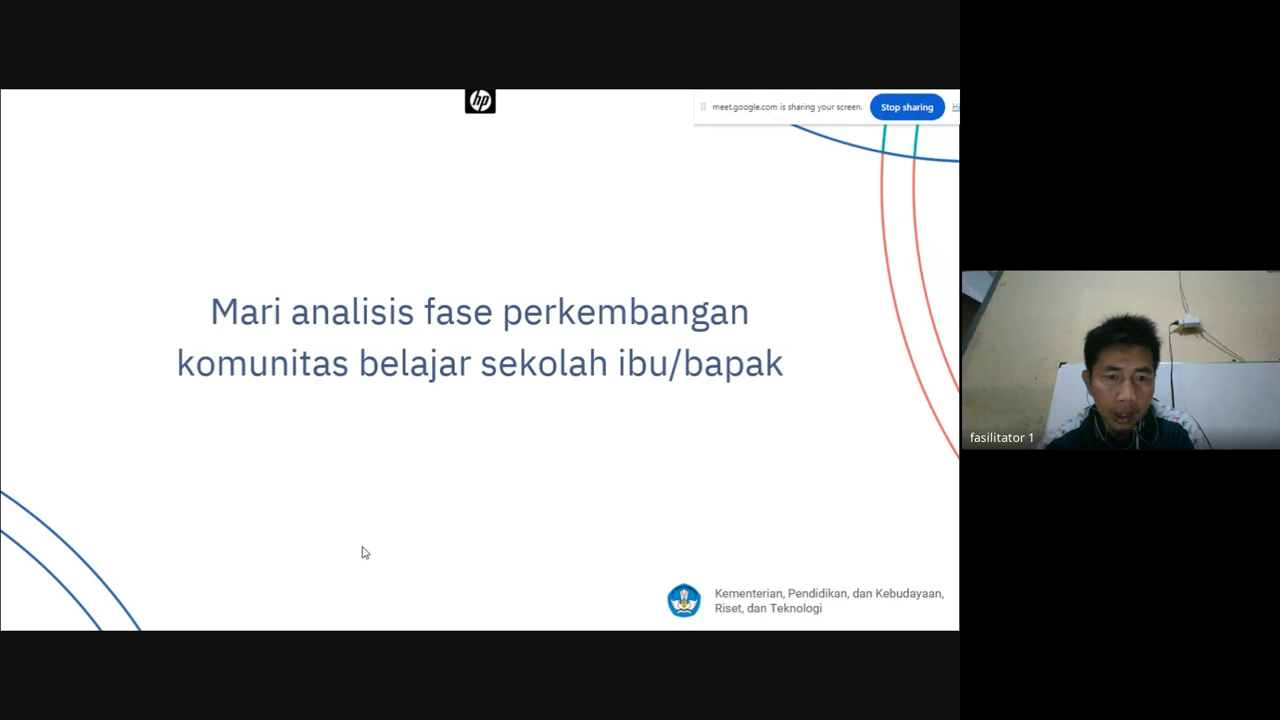 hp
meet.google.com is sharing your screen.
Stop sharing
Hi
Mari analisis fase perkembangan
komunitas belajar sekolah ibu/bapak
fasilitator 1
Kementerian, Pendidikan, dan Kebudayaan,
Riset, dan Teknologi